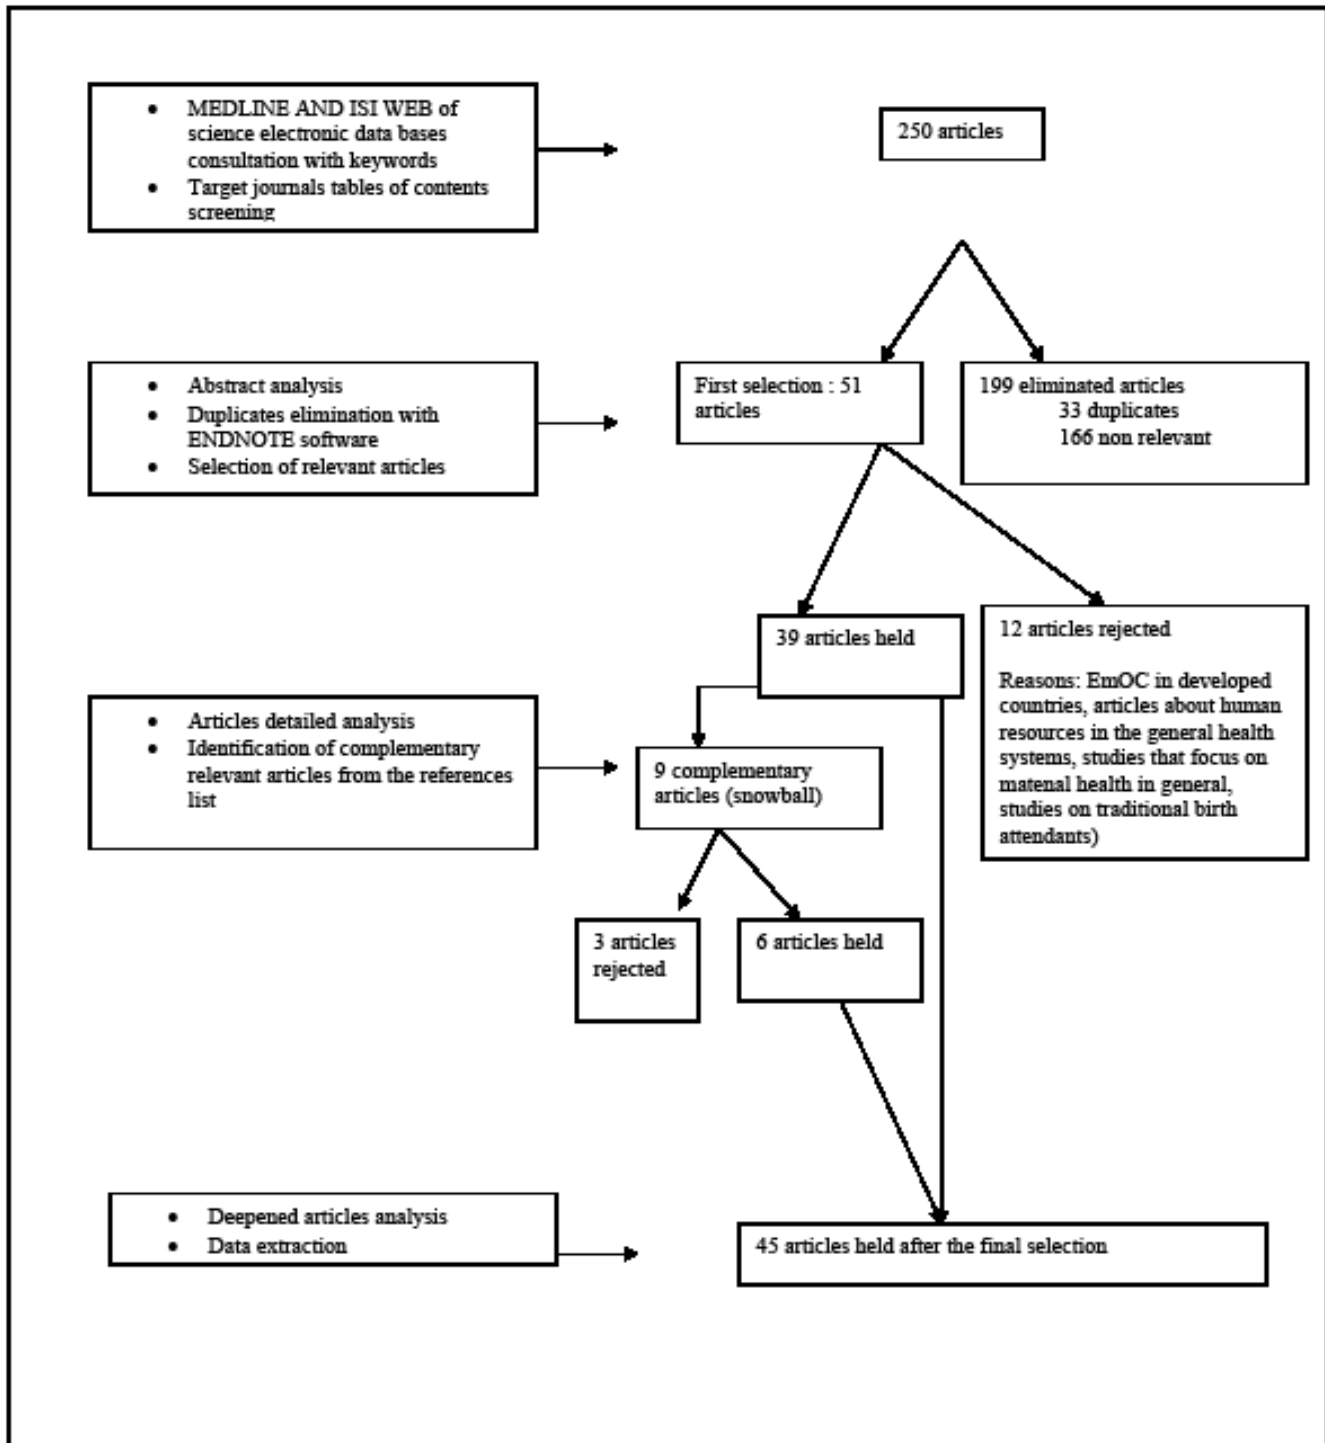 • MEDLINE AND ISI WEB of
science electronic data bases
consultation with keywords
• Target journals tables of contents
screening
250 articles
• Abstract analysis
• Duplicates elimination with
ENDNOTE software
• Selection of relevant articles
First selection : 51
articles
199 eliminated articles
33 duplicates
166 non relevant
39 articles held
12 articles rejected
Reasons: EmOC in developed
countries, articles about human
resources in the general health
systems, studies that focus on
matenal health in general,
studies on traditional birth
attendants)
• Articles detailed analysis
• Identification of complementary
relevant articles from the references
list
9 complementary
articles (snowball)
3 articles
rejected
6 articles held
• Deepened articles analysis
• Data extraction
45 articles held after the final selection